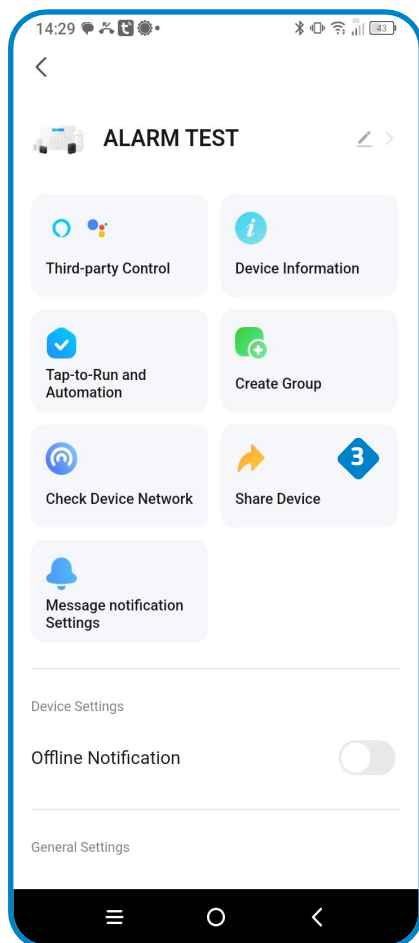 14:29
3G
43
ALARM TEST
Third-party Control
Device Information
Tap-to-Run and
Automation
Create Group
Check Device Network
Share Device
3
Message notification
Settings
Device Settings
Offline Notification
General Settings